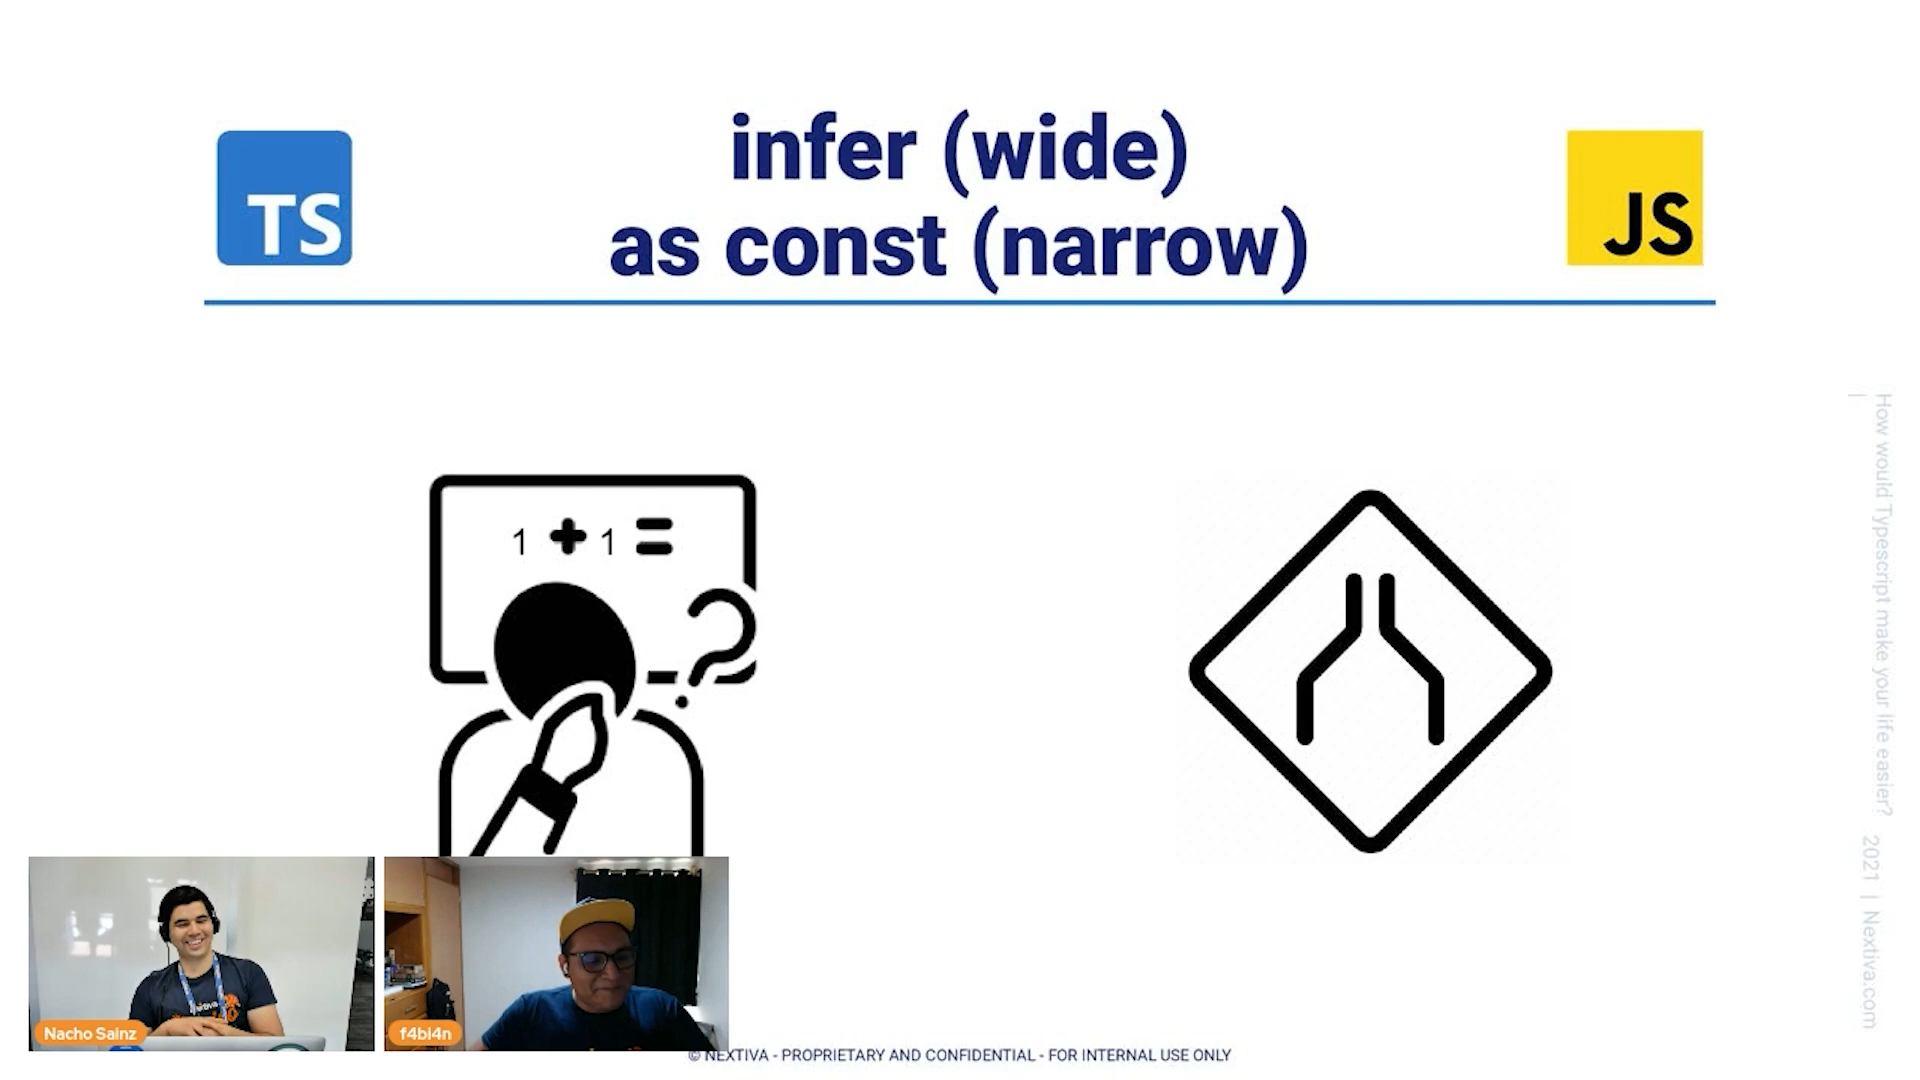 infer (wide)
as const (narrow)
TS
JS
1 + 1 =
?
How would Typescript make your life easier?
2021 | Nextiva.com
|
Nacho Sainz
f4bi4n
© NEXTIVA - PROPRIETARY AND CONFIDENTIAL - FOR INTERNAL USE ONLY